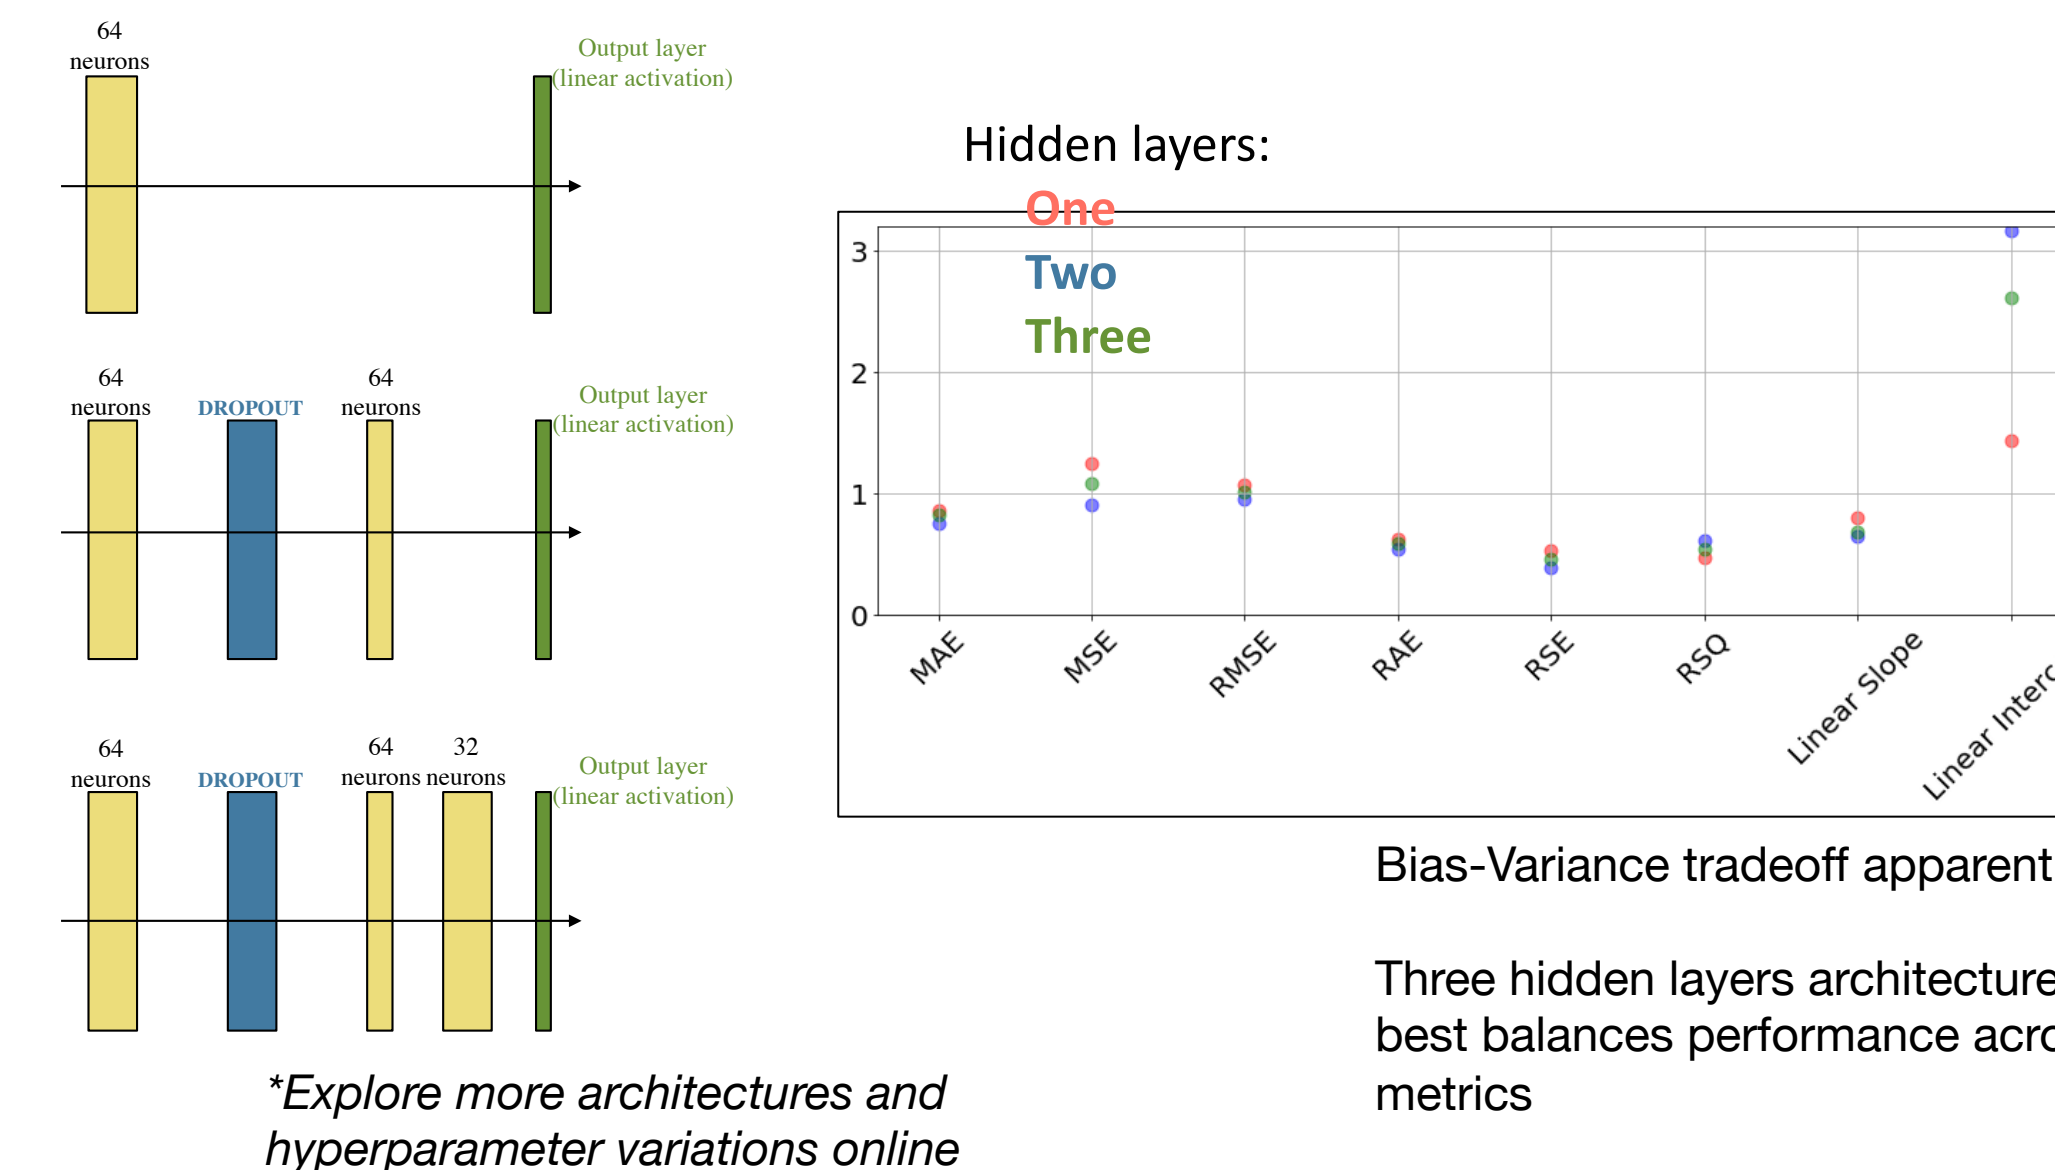 64
neurons
Output layer
(linear activation)
64
neurons
DROPOUT
64
neurons
Output layer
(linear activation)
64
neurons
DROPOUT
64
neurons
32
neurons
Output layer
(linear activation)
*Explore more architectures and
hyperparameter variations online
Hidden layers:
One
Two
Three
3
2
1
0
MAE
MSE
RMSE
RAE
RSE
RSQ
Linear Slope
Linear
Bias-Variance tradeoff apparent
Three hidden layers architecture
best balances performance
metrics